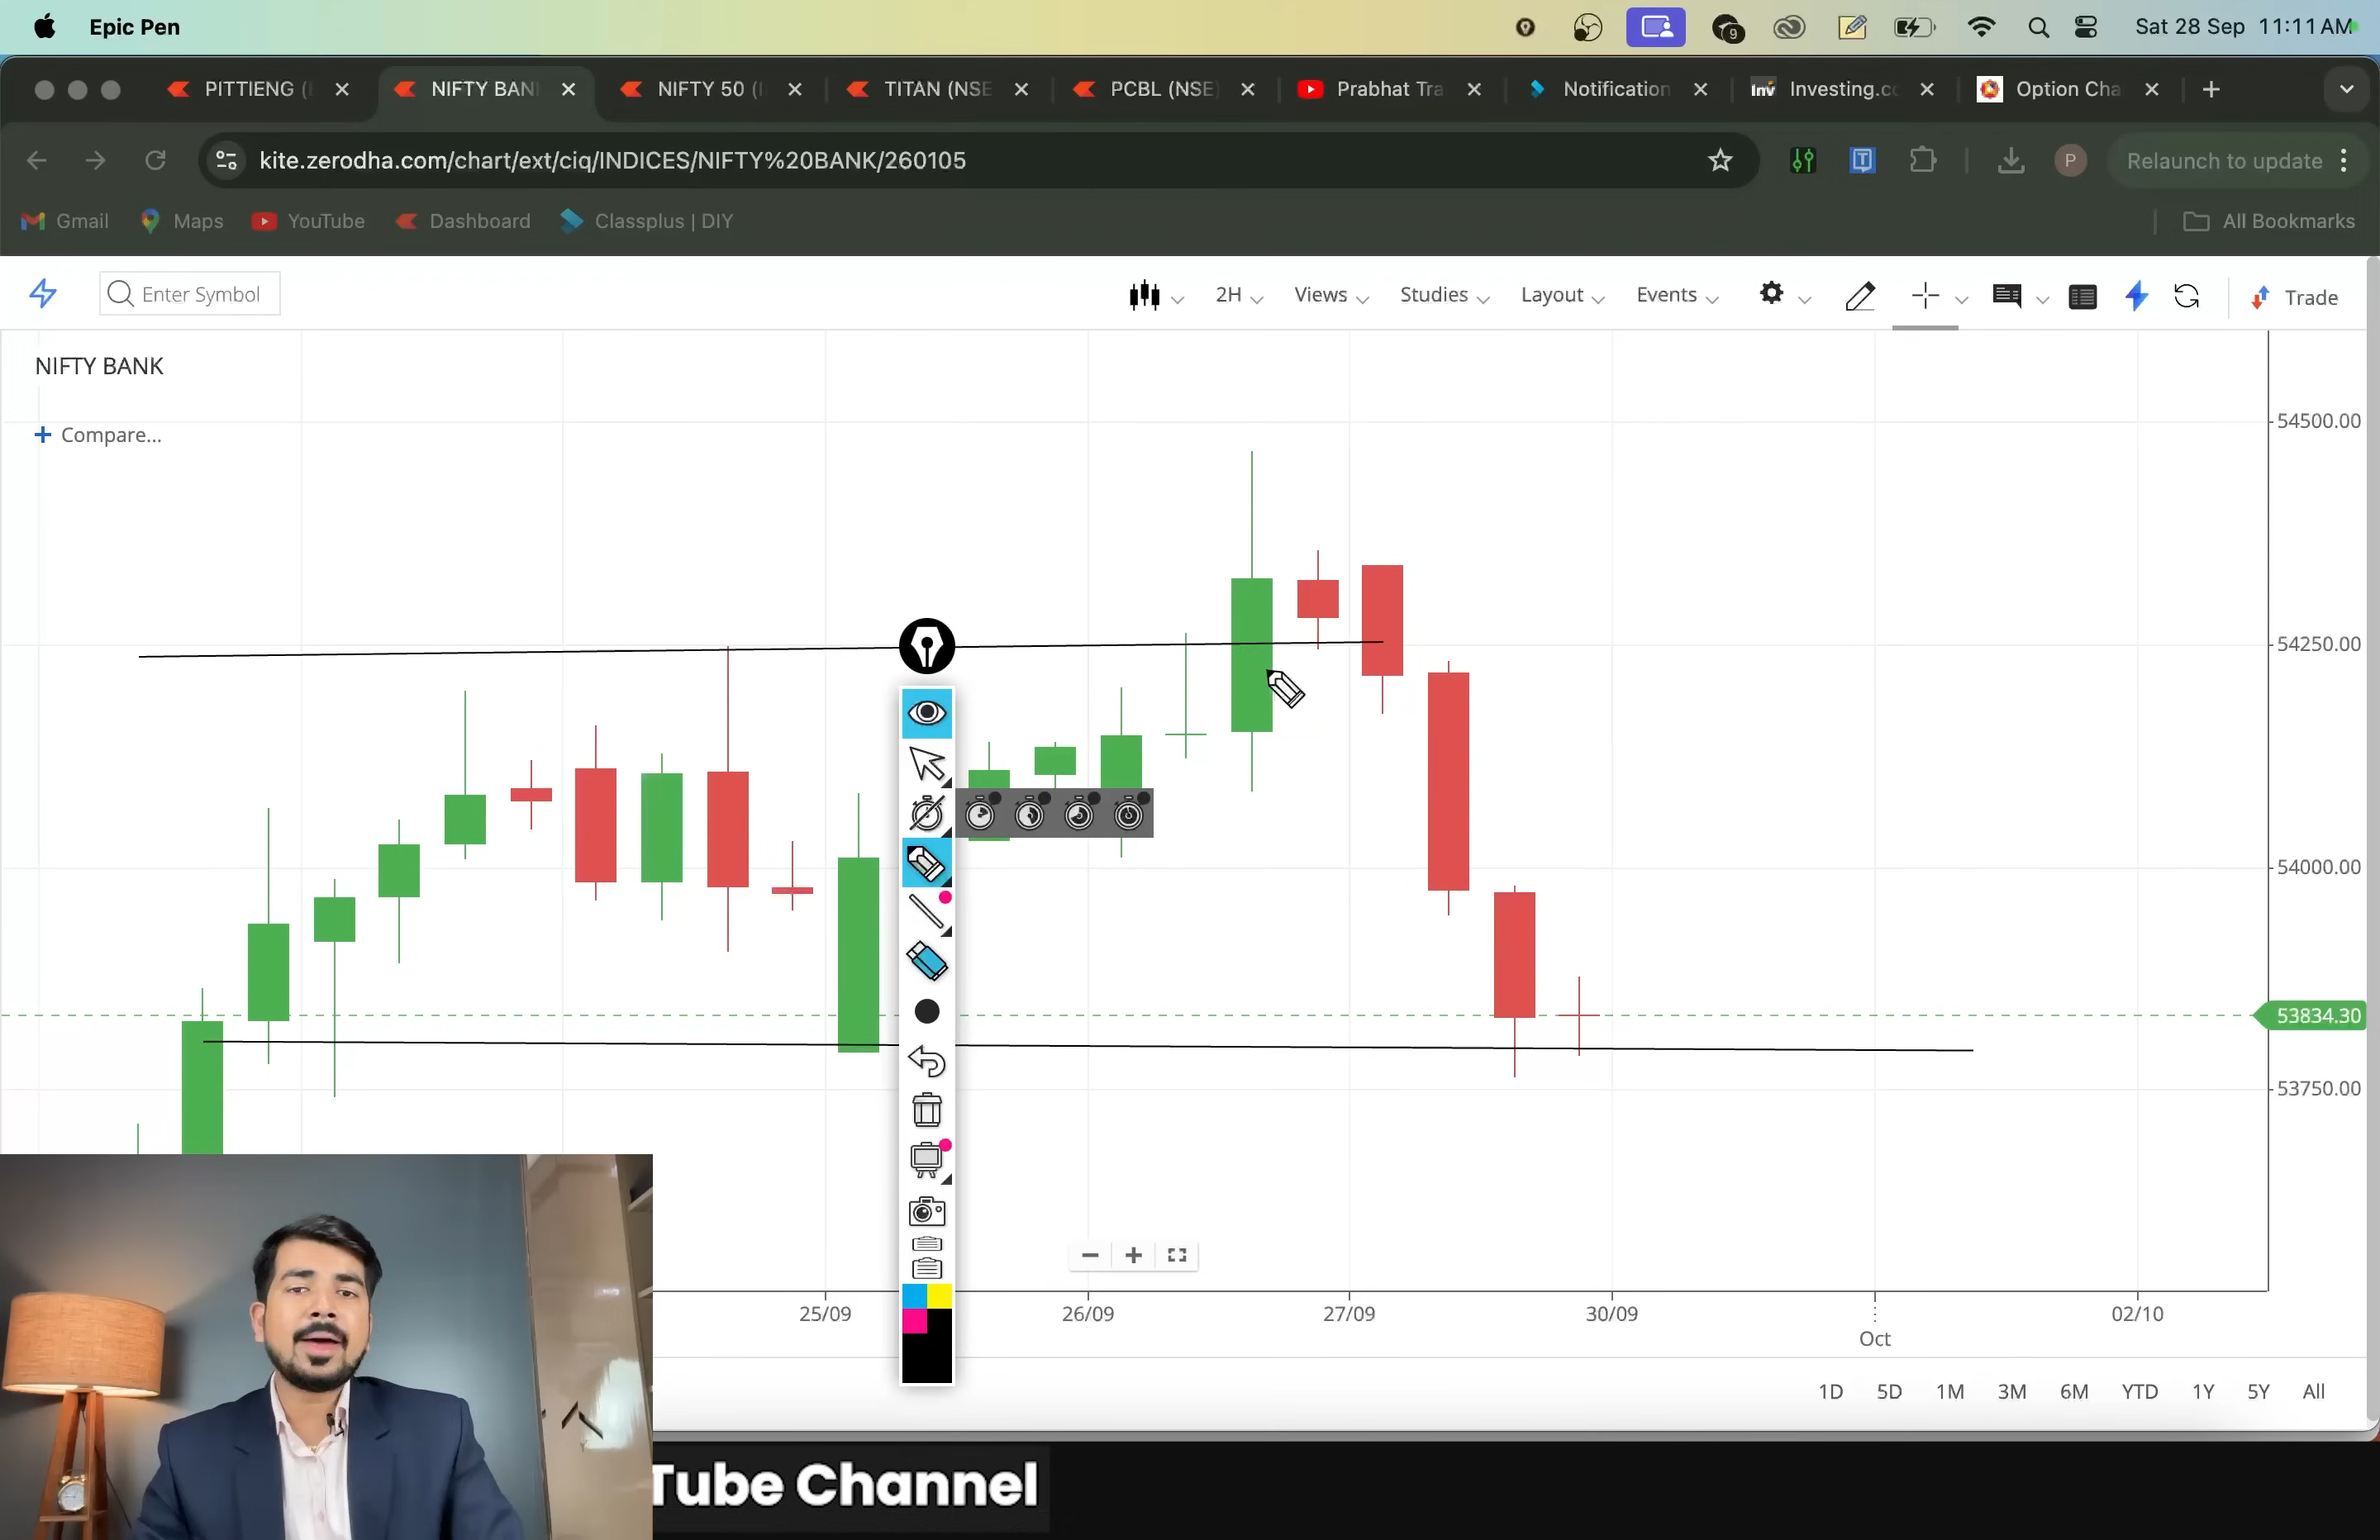 Epic Pen
9
Sat 28 Sep 11:11 AM
PITTIENG (
NIFTY BAN
NIFTY 50 (
TITAN (NSE
PCBL (NSE)
Prabhat Tra
Notification
Inv Investing.c
Option Cha
kite.zerodha.com/chart/ext/ciq/INDICES/NIFTY%20BANK/260105
P
Relaunch to update
Gmail
Maps
YouTube
Dashboard
Classplus | DIY
All Bookmarks
Enter Symbol
2H
Views
Studies
Layout
Events
Trade
NIFTY BANK
+ Compare...
54500.00
54250.00
54000.00
53834.30
53750.00
25/09
26/09
27/09
30/09
Oct
02/10
1D 5D 1M 3M 6M YTD 1Y 5Y All
Tube Channel